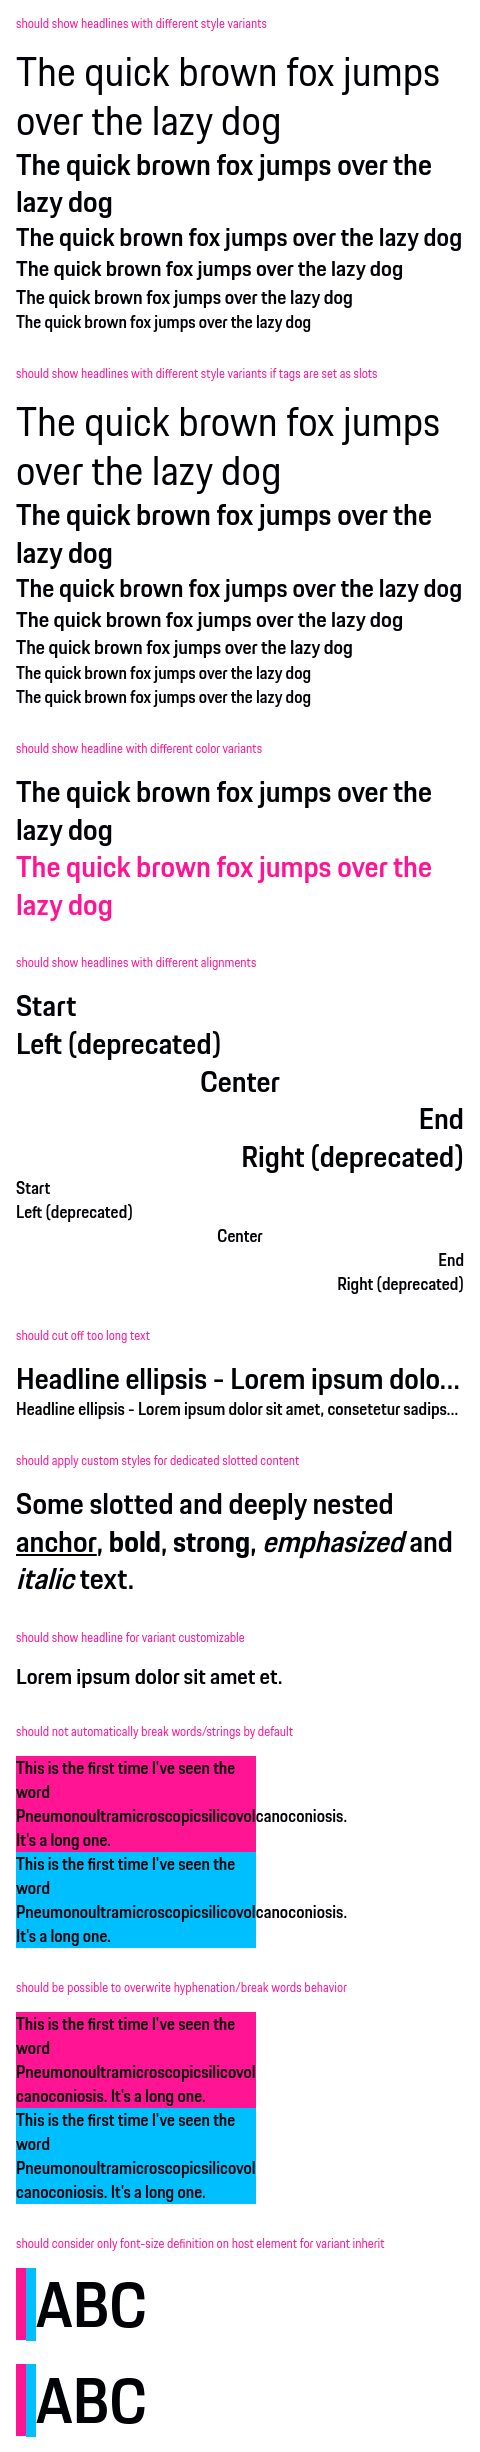 should show headlines with different style variants
The quick brown fox jumps
over the lazy dog
The quick brown fox jumps over the
lazy dog
The quick brown fox jumps over the lazy dog
The quick brown fox jumps over the lazy dog
The quick brown fox jumps over the lazy dog
The quick brown fox jumps over the lazy dog
should show headlines with different style variants if tags are set as slots
The quick brown fox jumps
over the lazy dog
The quick brown fox jumps over the
lazy dog
The quick brown fox jumps over the lazy dog
The quick brown fox jumps over the lazy dog
The quick brown fox jumps over the lazy dog
The quick brown fox jumps over the lazy dog
The quick brown fox jumps over the lazy dog
should show headline with different color variants
The quick brown fox jumps over the
lazy dog
The quick brown fox jumps over the
lazy dog
should show headlines with different alignments
Start
Left (deprecated)
Center
End
Right (deprecated)
Start
Left (deprecated)
Center
End
Right (deprecated)
should cut off too long text
Headline ellipsis - Lorem ipsum dolo...
Headline ellipsis - Lorem ipsum dolor sit amet, consetetur sadips...
should apply custom styles for dedicated slotted content
Some slotted and deeply nested
anchor, bold, strong, emphasized and
italic text.
should show headline for variant customizable
Lorem ipsum dolor sit amet et.
should not automatically break words/strings by default
This is the first time I've seen the
word
Pneumonoultramicroscopicsilicovolcanoconiosis.
It's a long one.
This is the first time I've seen the
word
Pneumonoultramicroscopicsilicovolcanoconiosis.
It's a long one.
should be possible to overwrite hyphenation/break words behavior
This is the first time I've seen the
word
Pneumonoultramicroscopicsilicovol
canoconiosis. It's a long one.
This is the first time I've seen the
word
Pneumonoultramicroscopicsilicovol
canoconiosis. It's a long one.
should consider only font-size definition on host element for variant inherit
ABC
ABC